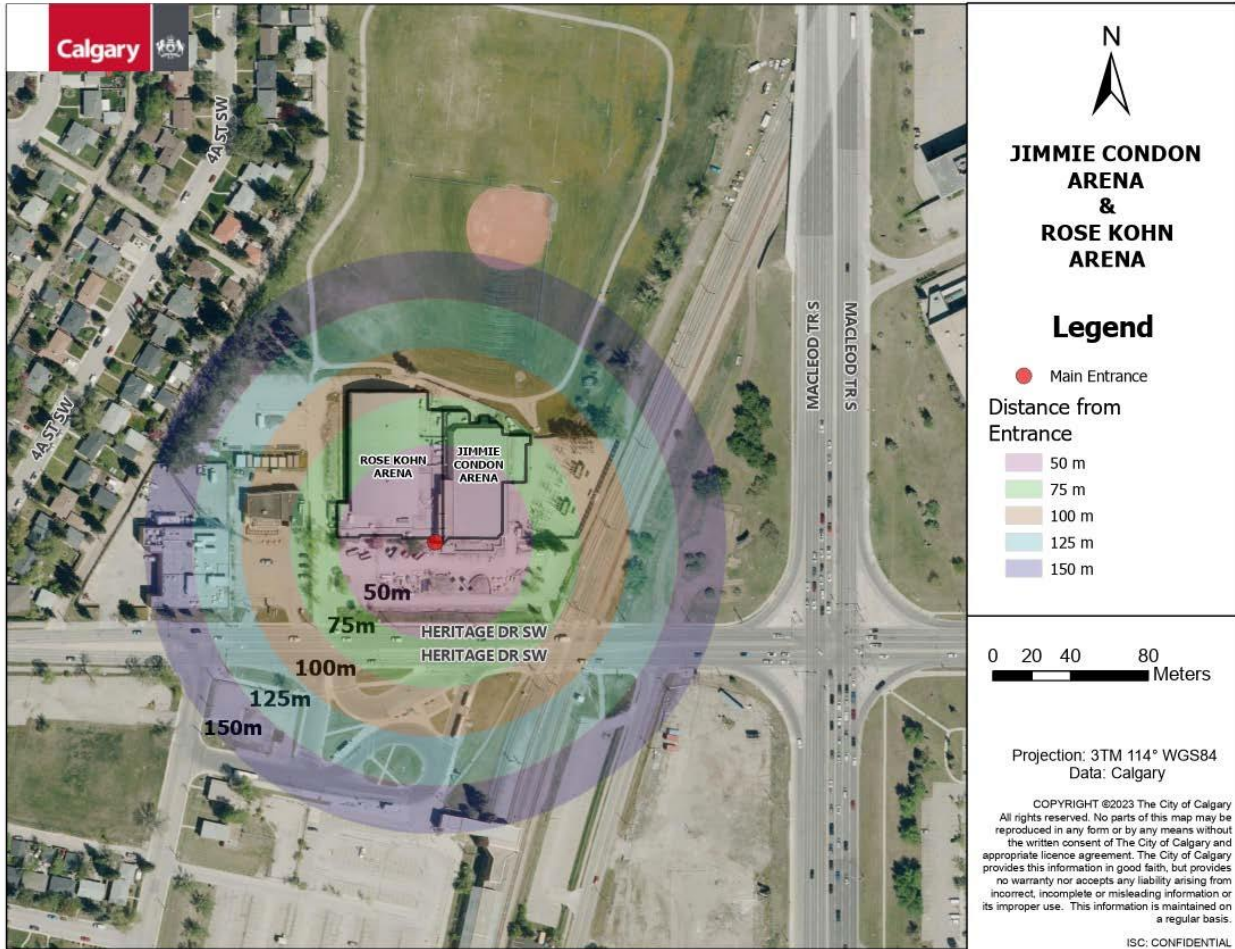 Calgary
4A ST SW
4A ST SW
MACLEOD TR S
MACLEOD TR S
ROSE KOHN
ARENA
JIMMIE
CONDON
ARENA
50m
75m
HERITAGE DR SW
HERITAGE DR SW
100m
125m
150m
N
JIMMIE CONDON
ARENA
&
ROSE KOHN
ARENA
Legend
Main Entrance
Distance from
Entrance
50 m
75 m
100 m
125 m
150 m
0 20 40 80
Meters
Projection: 3TM 114° WGS84
Data: Calgary
COPYRIGHT ©2023 The City of Calgary
All rights reserved. No parts of this map may be
reproduced in any form or by any means without
the written consent of The City of Calgary and
appropriate licence agreement. The City of Calgary
provides this information in good faith, but provides
no warranty nor accepts any liability arising from
incorrect, incomplete or misleading information or
its improper use. This information is maintained on
a regular basis.
ISC: CONFIDENTIAL